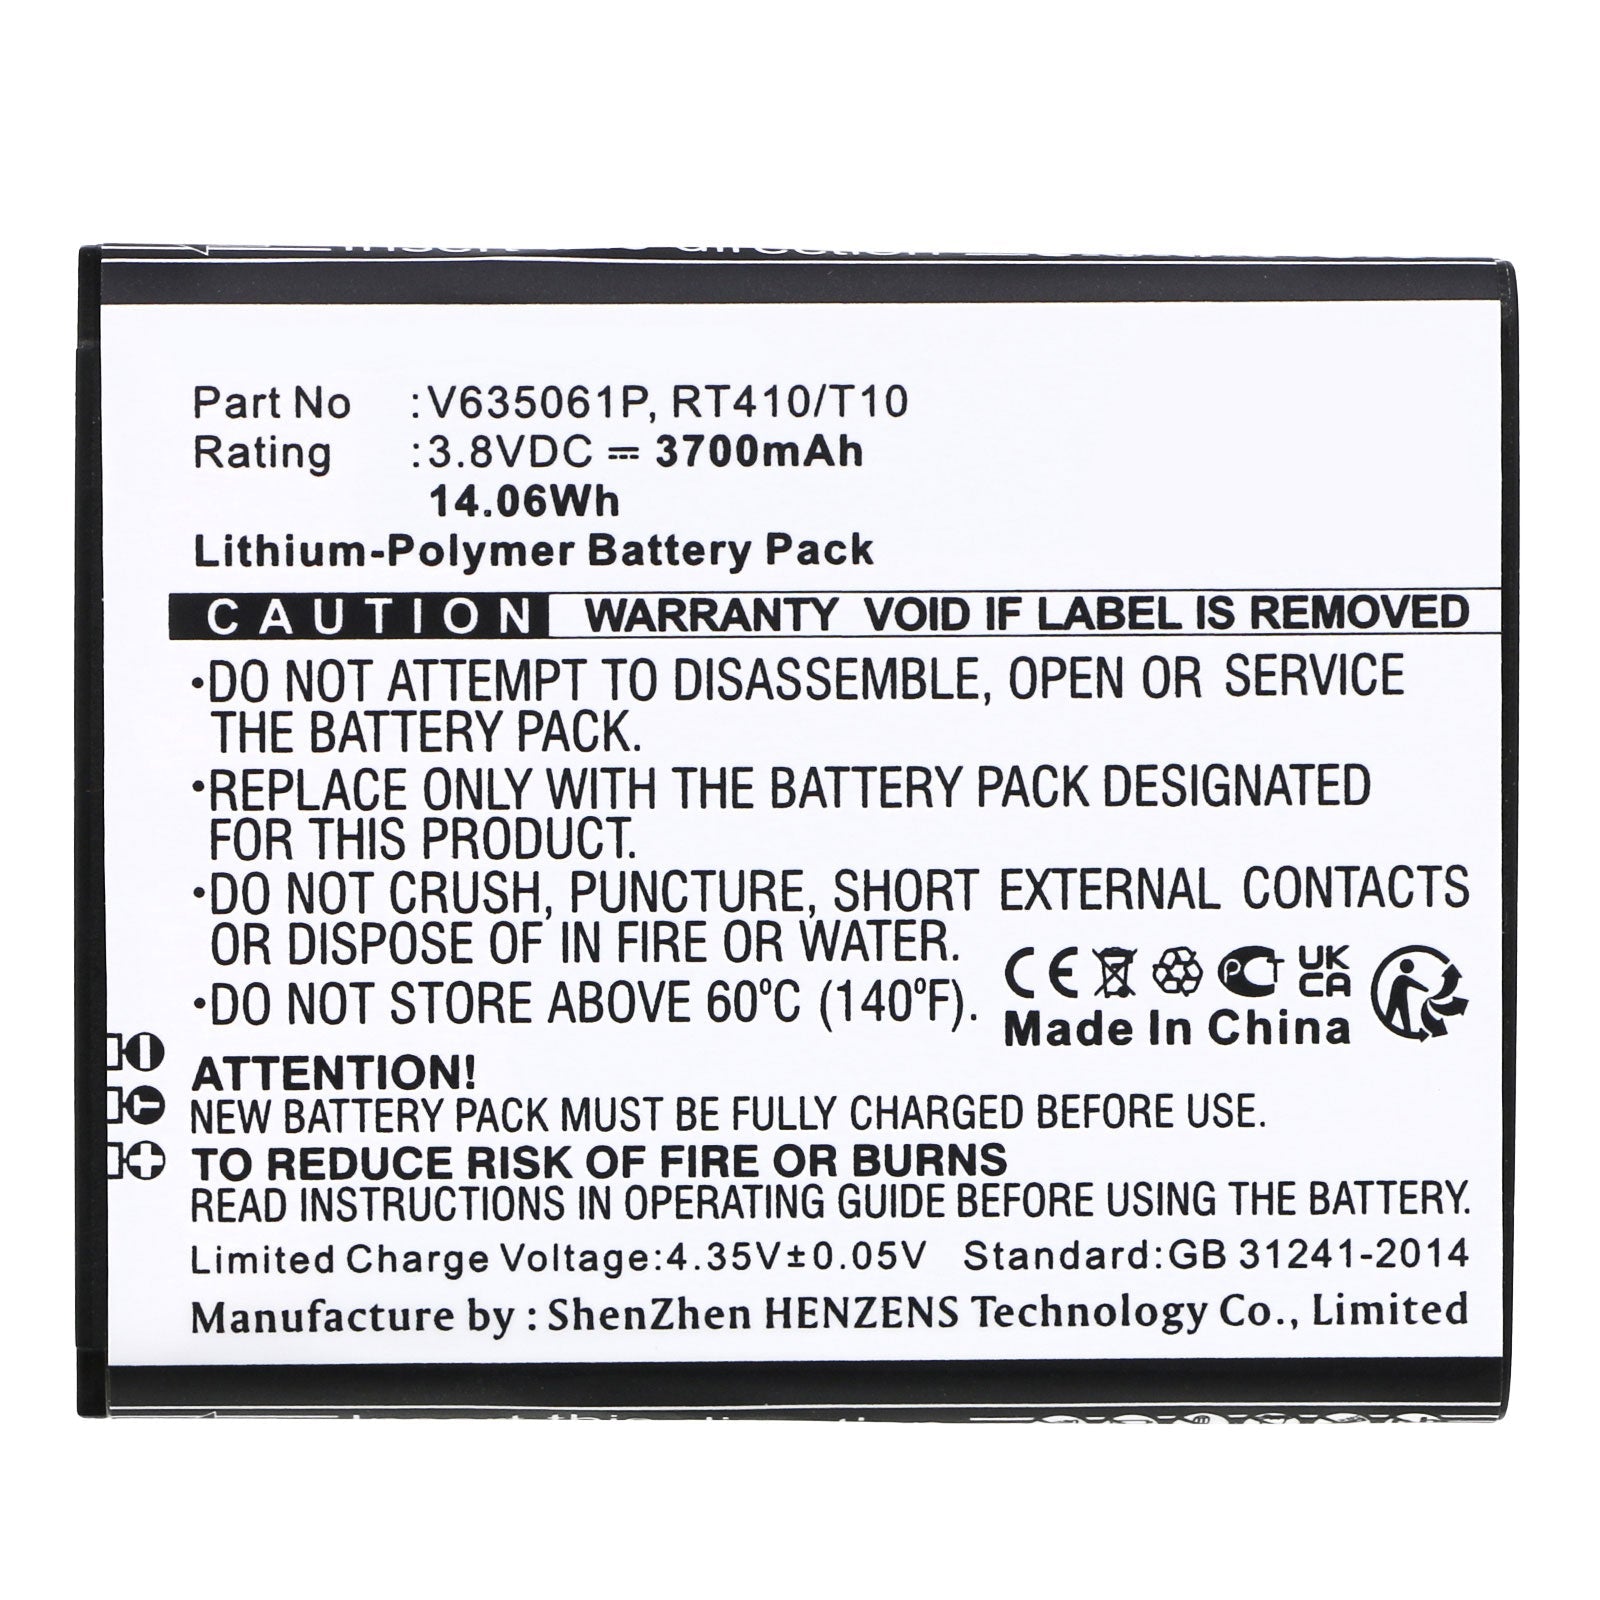 Part No :V635061P, RT410/T10
Rating :3.8VDC ⎓ 3700mAh
14.06Wh
Lithium-Polymer Battery Pack
CAUTION WARRANTY VOID IF LABEL IS REMOVED
•DO NOT ATTEMPT TO DISASSEMBLE, OPEN OR SERVICE
THE BATTERY PACK.
•REPLACE ONLY WITH THE BATTERY PACK DESIGNATED
FOR THIS PRODUCT.
•DO NOT CRUSH, PUNCTURE, SHORT EXTERNAL CONTACTS
OR DISPOSE OF IN FIRE OR WATER.
•DO NOT STORE ABOVE 60°C (140°F).
CE PCT UK CA
Made In China
ATTENTION!
NEW BATTERY PACK MUST BE FULLY CHARGED BEFORE USE.
TO REDUCE RISK OF FIRE OR BURNS
READ INSTRUCTIONS IN OPERATING GUIDE BEFORE USING THE BATTERY.
Limited Charge Voltage:4.35V±0.05V Standard:GB 31241-2014
Manufacture by : ShenZhen HENZENS Technology Co., Limited